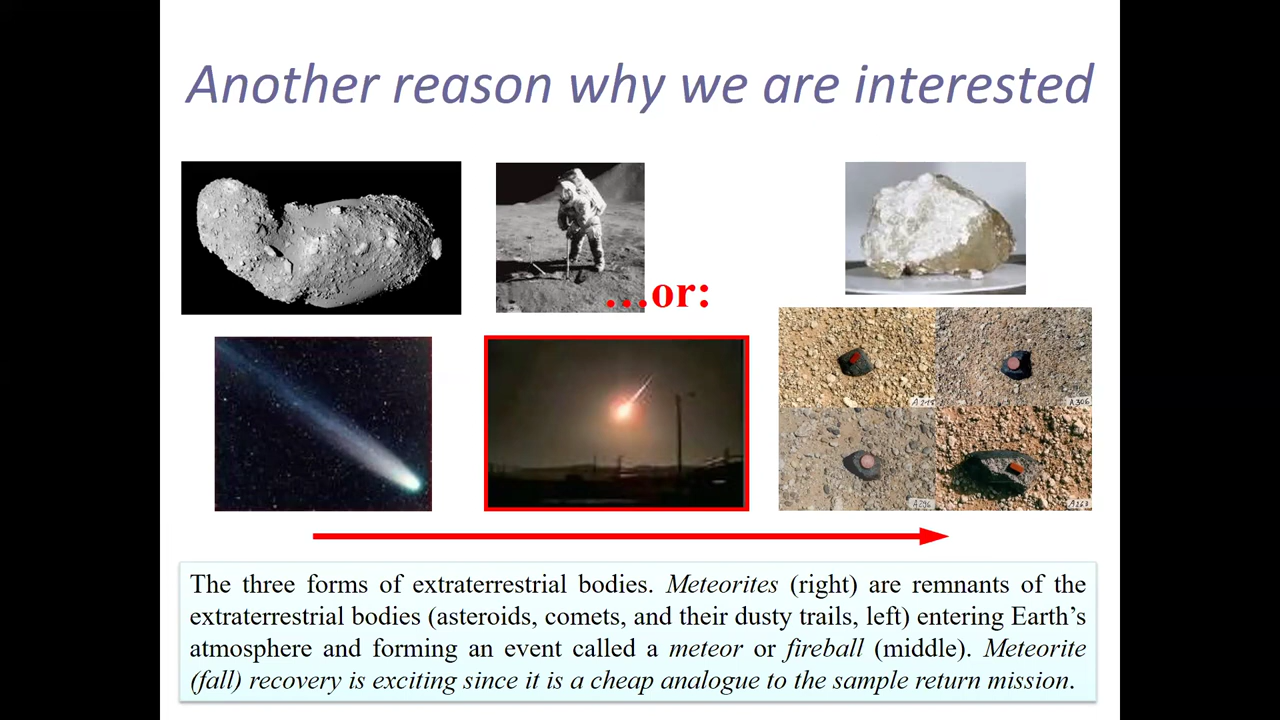 Another reason why we are interested
...or:
A 306
The three forms of extraterrestrial bodies. Meteorites (right) are remnants of the
extraterrestrial bodies (asteroids, comets, and their dusty trails, left) entering Earth's
atmosphere and forming an event called a meteor or fireball (middle). Meteorite
(fall) recovery is exciting since it is a cheap analogue to the sample return mission.